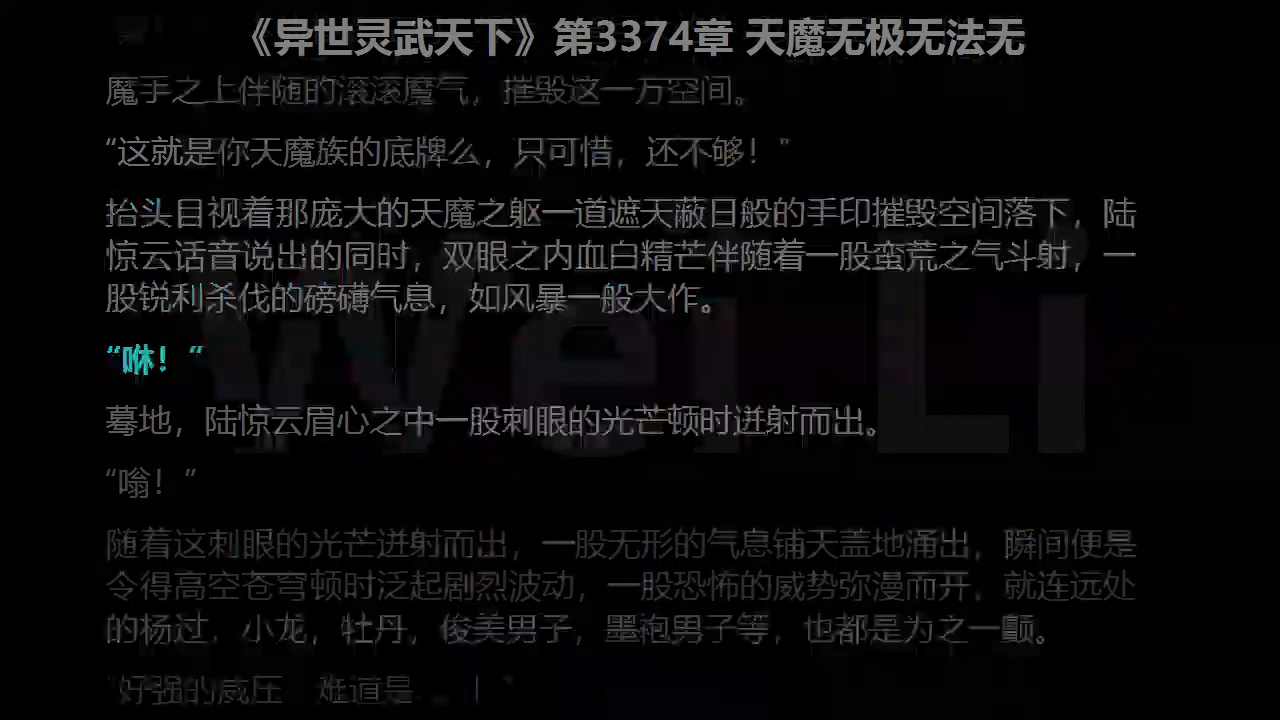 《异世灵武天下》第3374章 天魔无极无法无
魔手之上伴随的滚滚魔气，摧毁这一方空间。
“这就是你天魔族的底牌么，只可惜，还不够！”
抬头目视着那庞大的天魔之躯一道遮天蔽日般的手印摧毁空间落下，陆
惊云话音说出的同时，双眼之内血白精芒伴随着一股蛮荒之气斗射，一
股锐利杀伐的磅礴气息，如风暴一般大作。
“咻！”
蓦地，陆惊云眉心之中一股刺眼的光芒顿时迸射而出。
“嗡！”
随着这刺眼的光芒迸射而出，一股无形的气息铺天盖地涌出，瞬间便是
令得高空苍穹顿时泛起剧烈波动，一股恐怖的威势弥漫而开，就连远处
的杨过，小龙，牡丹，俊美男子，墨袍男子等，也都是为之一颤。
“好强的威压，难道是……！”
Wei Li